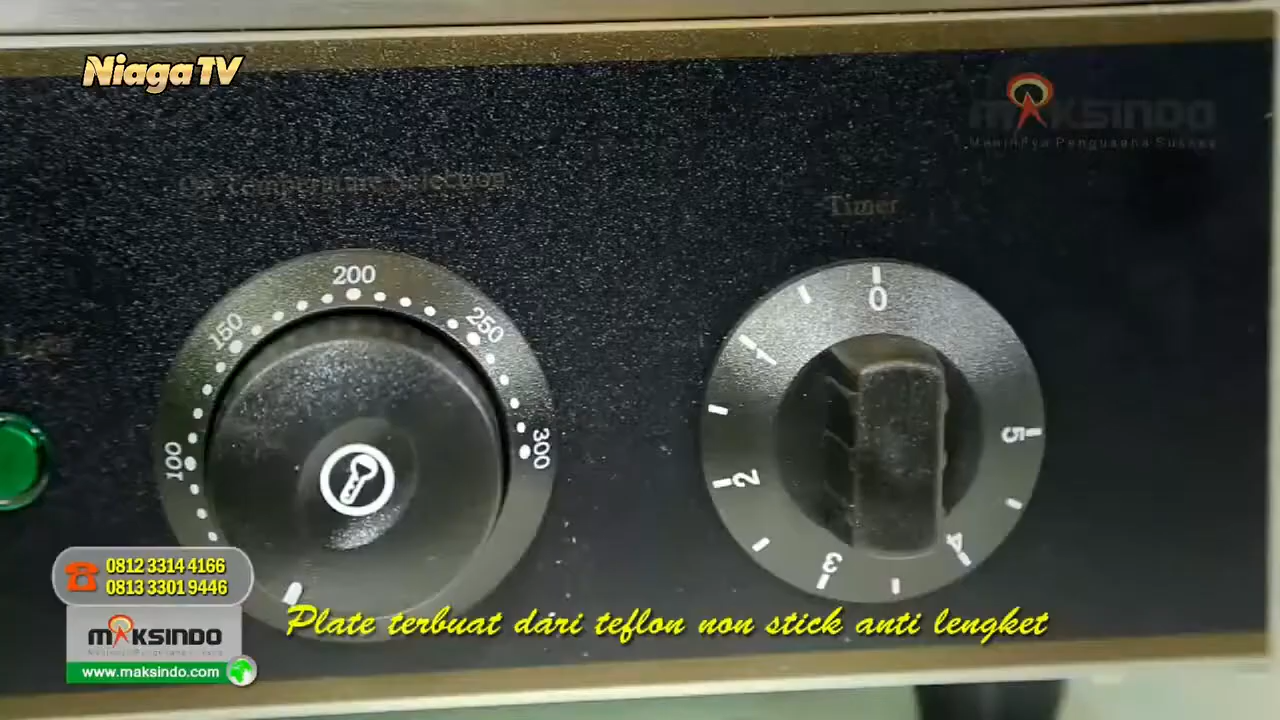 NiagaTV
MAKSINDO
Temperature Selection
Timer
200
150
250
100
300
0
1
2
3
4
5
0812 3314 4166
0813 3301 9446
MAKSINDO
www.maksindo.com
Plate terbuat dari teflon non stick anti lengket